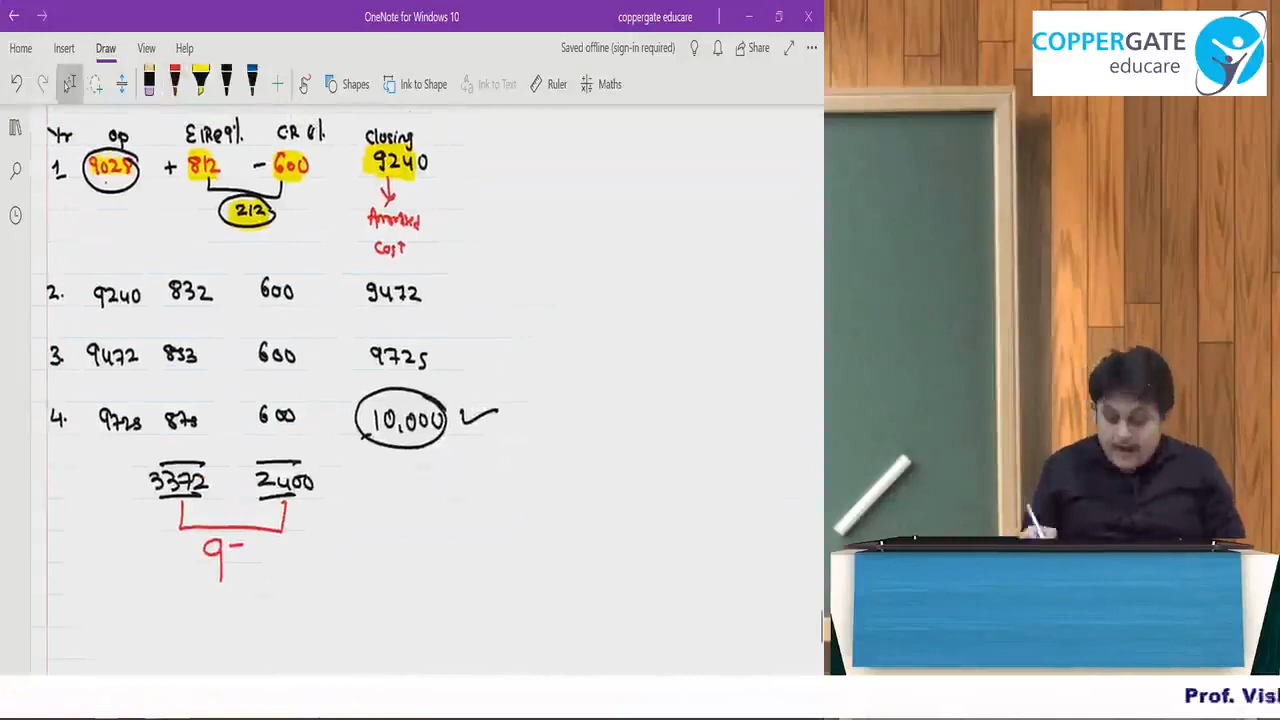 OneNote for Windows 10
coppergate educare
Home Insert Draw View Help
Saved offline (sign-in required)
Share
Shapes
Ink to Shape
Ink to Text
Ruler
Maths
COPPERGATE
educare
Yr OP EIR@9% CR 6% Closing
1. 9028 + 812 - 600 9240
212
Amortised
Cost
2. 9240 832 600 9472
3. 9472 853 600 9725
4. 9725 875 600 10,000
3372 2400
9
Prof. Vis